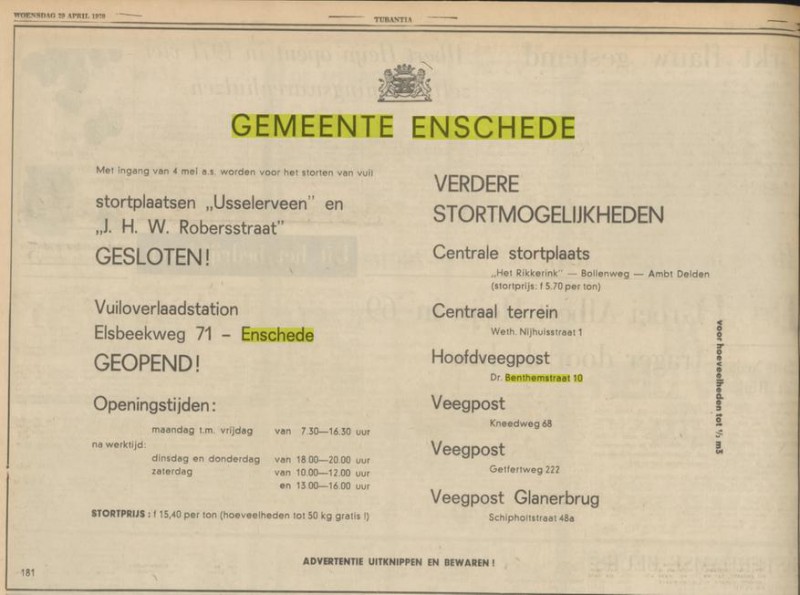 WOENSDAG 29 APRIL 1970
TUBANTIA
GEMEENTE ENSCHEDE
Met ingang van 4 mei a.s. worden voor het storten van vuil
stortplaatsen „Usselerveen” en
„J. H. W. Robersstraat”
GESLOTEN!
Vuiloverlaadstation
Elsbeekweg 71 – Enschede
GEOPEND!
Openingstijden:
maandag t.m. vrijdag van 7.30—16.30 uur
na werktijd:
dinsdag en donderdag van 18.00—20.00 uur
zaterdag van 10.00—12.00 uur
en 13.00—16.00 uur
STORTPRIJS : f 15,40 per ton (hoeveelheden tot 50 kg gratis !)
VERDERE
STORTMOGELIJKHEDEN
Centrale stortplaats
„Het Rikkerink” — Bollenweg — Ambt Delden
(stortprijs: f 5.70 per ton)
Centraal terrein
Weth. Nijhuisstraat 1
Hoofdveegpost
Dr. Benthemstraat 10
Veegpost
Kneedweg 68
Veegpost
Getfertweg 222
Veegpost Glanerbrug
Schipholtstraat 48a
voor hoeveelheden tot ½ m3
ADVERTENTIE UITKNIPPEN EN BEWAREN !
181